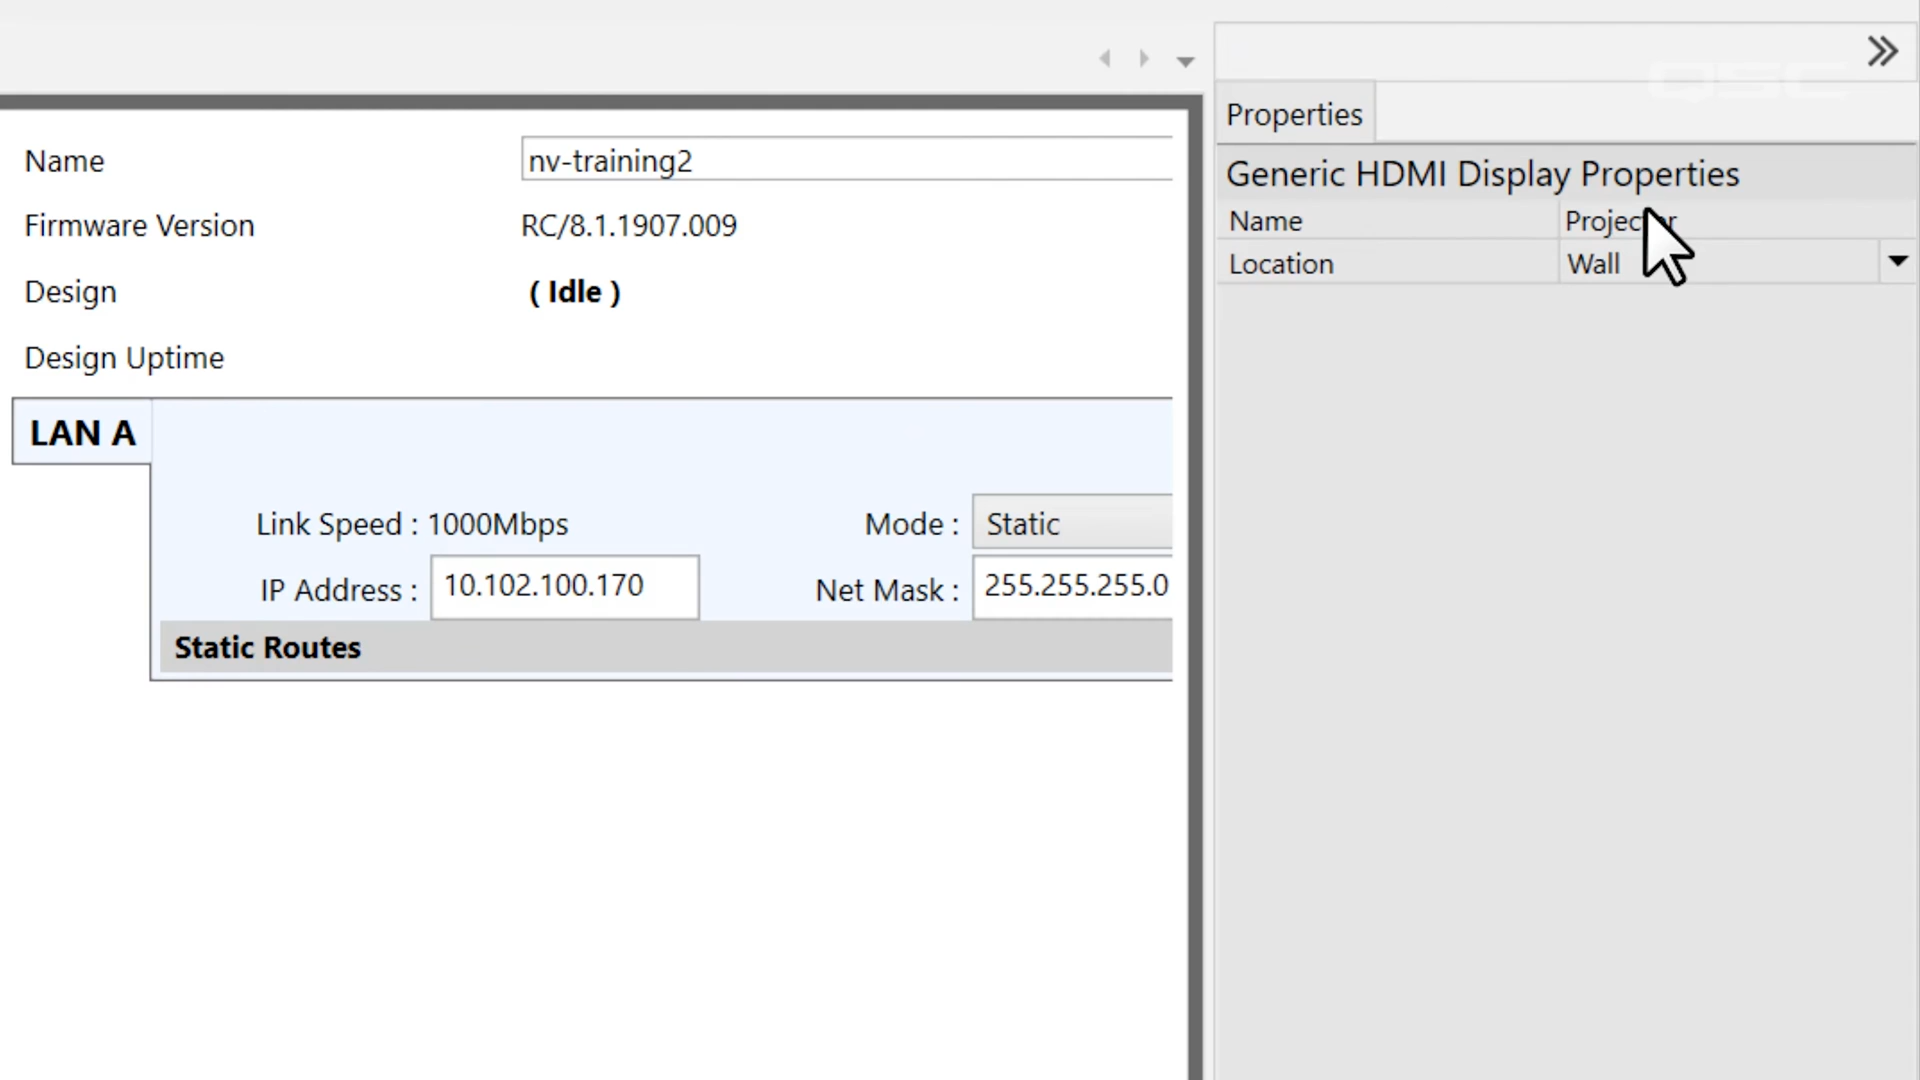 QSC
Properties
Generic HDMI Display Properties
Name Projector
Location Wall
Name nv-training2
Firmware Version RC/8.1.1907.009
Design ( Idle )
Design Uptime
LAN A
Link Speed : 1000Mbps Mode : Static
IP Address : 10.102.100.170 Net Mask : 255.255.255.0
Static Routes